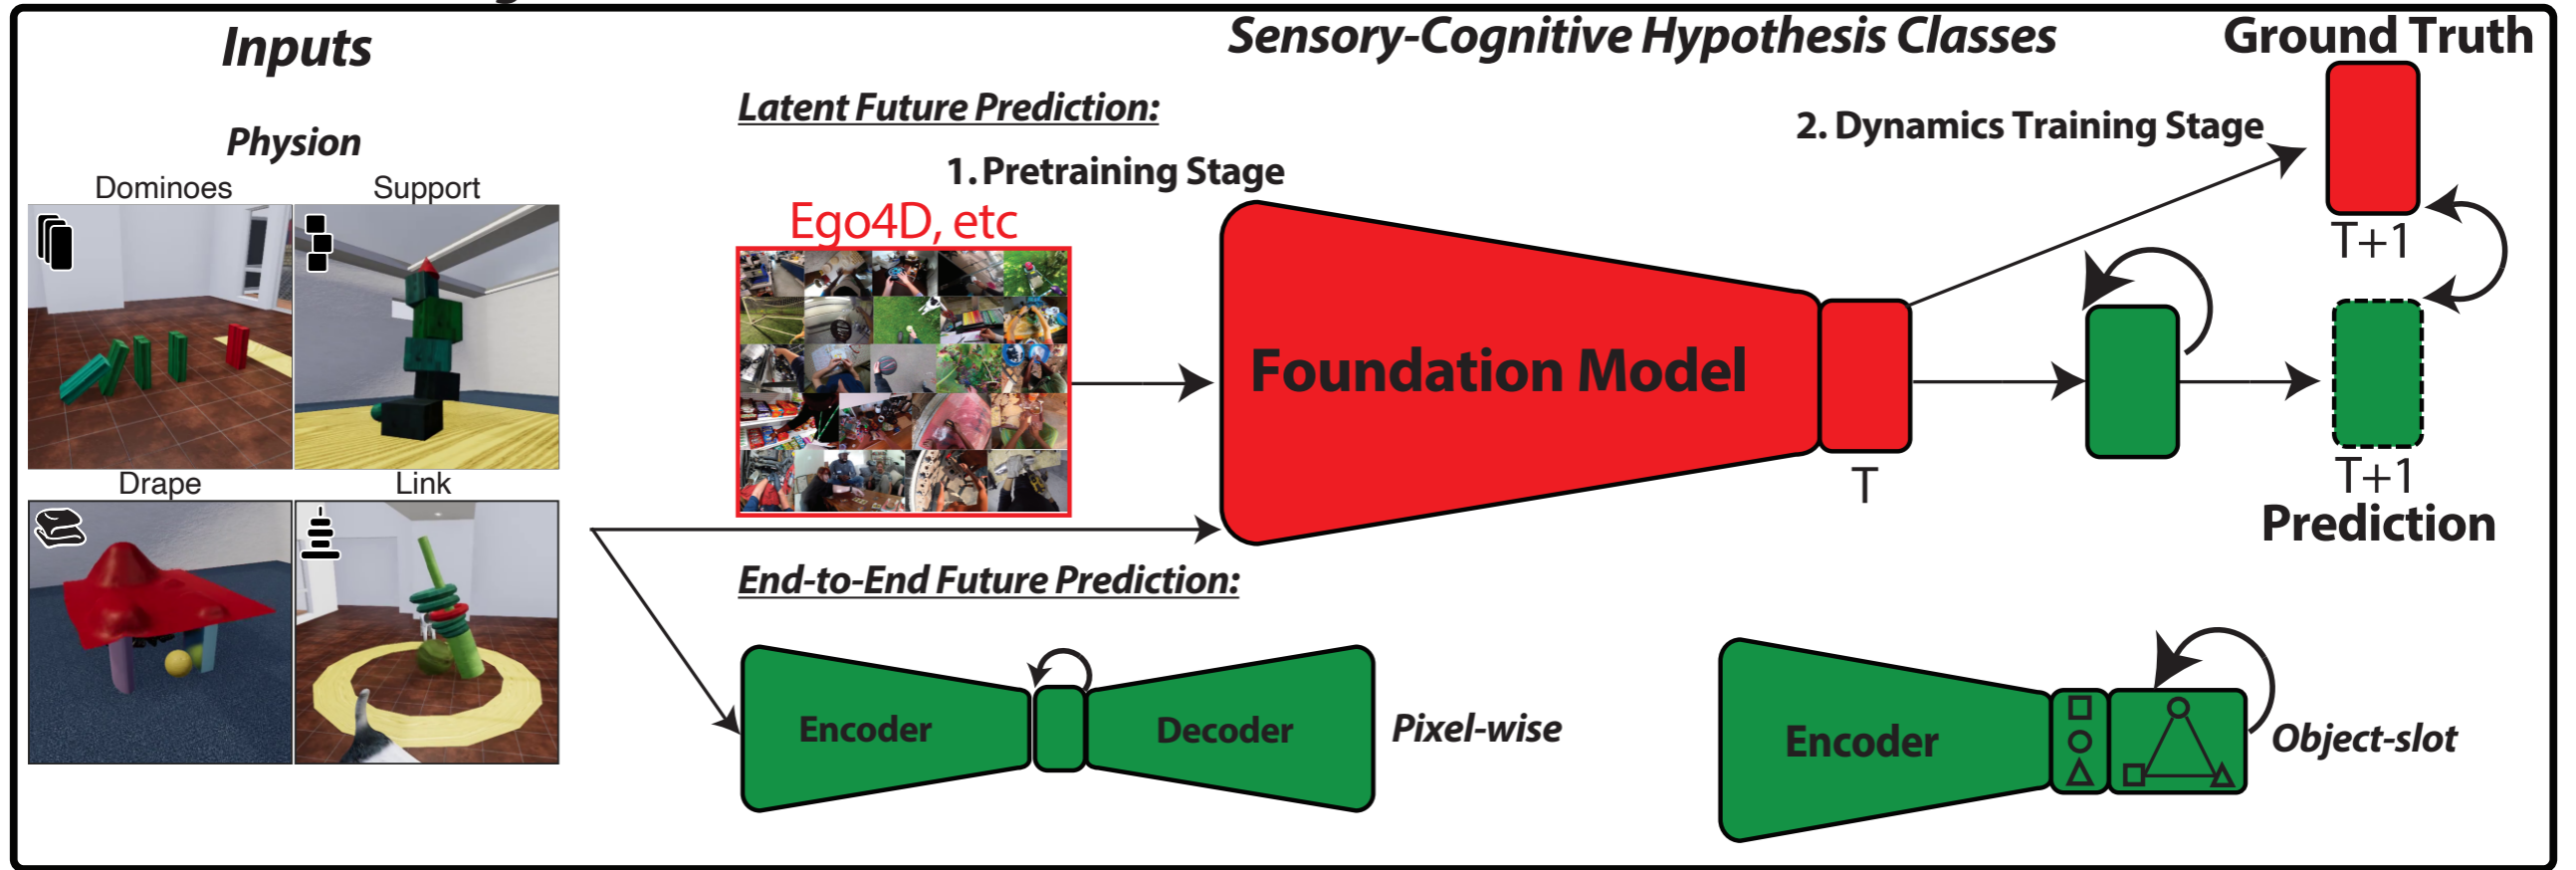 Inputs
Sensory-Cognitive Hypothesis Classes
Ground Truth
Physion
Dominoes
Support
Drape
Link
Latent Future Prediction:
1. Pretraining Stage
2. Dynamics Training Stage
Ego4D, etc
Foundation Model
T
T+1
T+1
Prediction
End-to-End Future Prediction:
Encoder
Decoder
Pixel-wise
Encoder
Object-slot